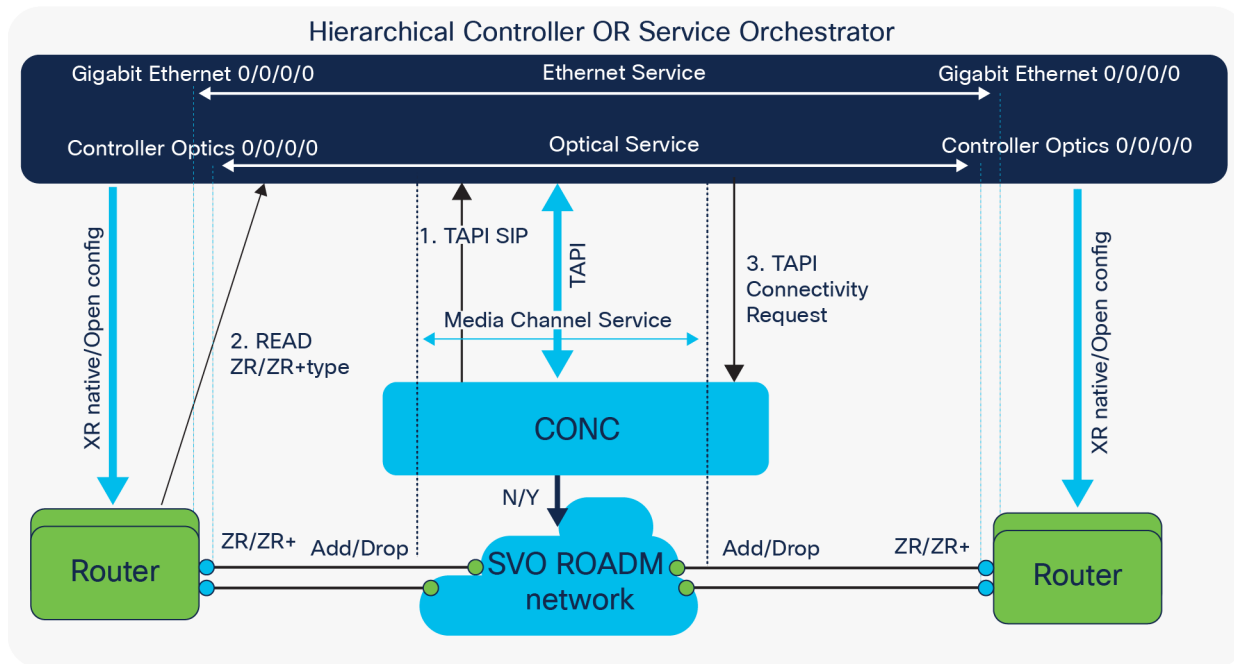 Hierarchical Controller OR Service Orchestrator
Gigabit Ethernet 0/0/0/0
Ethernet Service
Gigabit Ethernet 0/0/0/0
Controller Optics 0/0/0/0
Optical Service
Controller Optics 0/0/0/0
XR native/Open config
1. TAPI SIP
TAPI
3. TAPI
Connectivity
Request
XR native/Open config
Media Channel Service
2. READ
ZR/ZR+type
CONC
N/Y
Router
ZR/ZR+
Add/Drop
SVO ROADM
network
Add/Drop
ZR/ZR+
Router